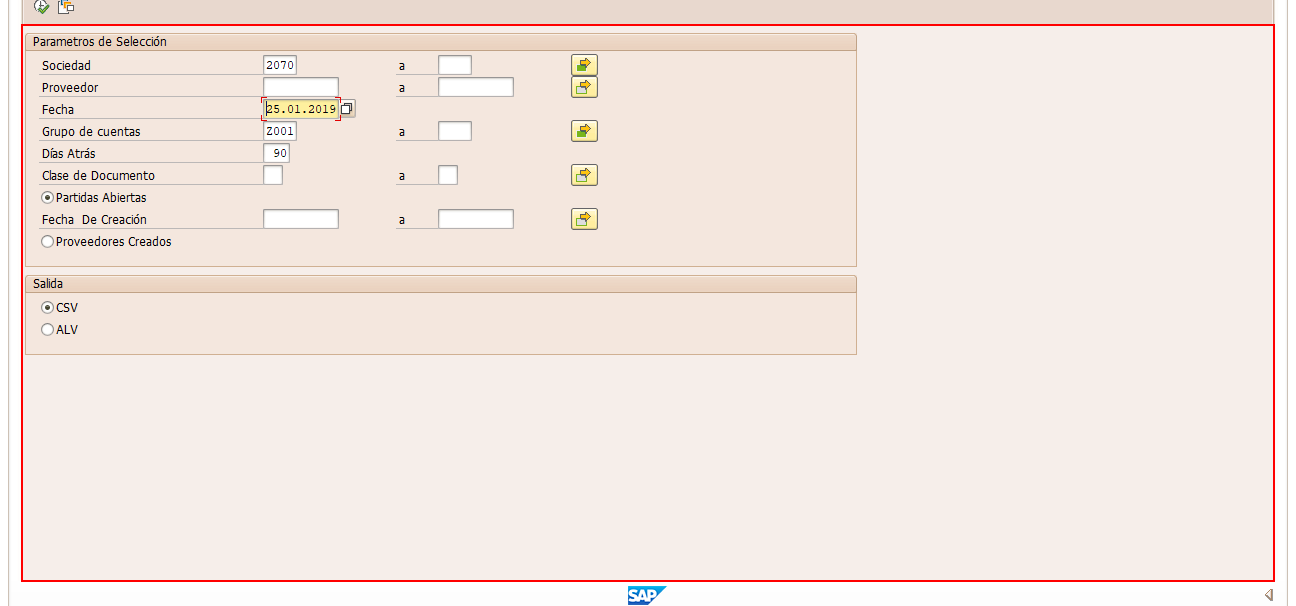 Parametros de Selección
Sociedad 2070 a
Proveedor a
Fecha 25.01.2019
Grupo de cuentas Z001 a
Días Atrás 90
Clase de Documento a
Partidas Abiertas
Fecha De Creación a
Proveedores Creados
Salida
CSV
ALV
SAP